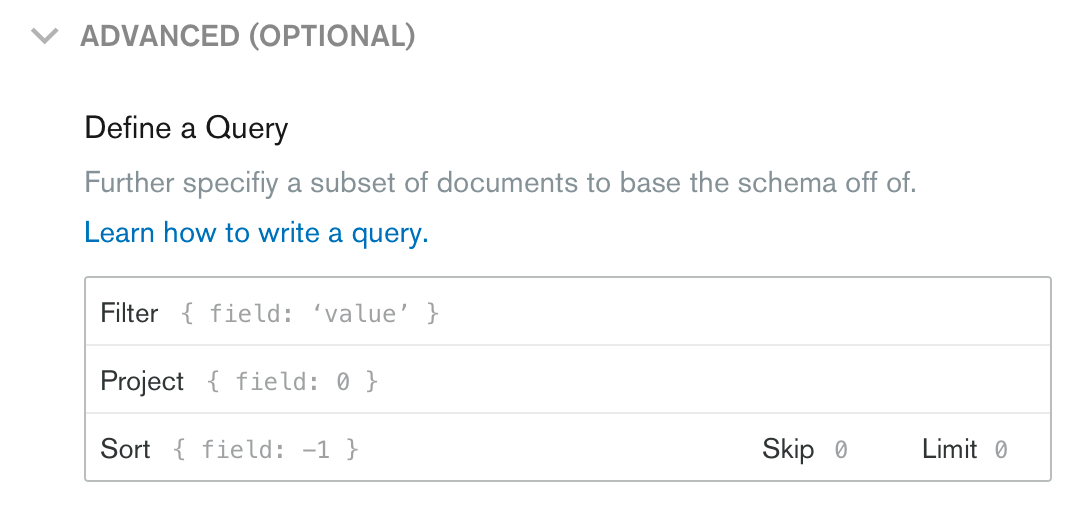 ADVANCED (OPTIONAL)
Define a Query
Further specifiy a subset of documents to base the schema off of.
Learn how to write a query.
Filter { field: ‘value’ }
Project { field: 0 }
Sort { field: -1 } Skip 0 Limit 0